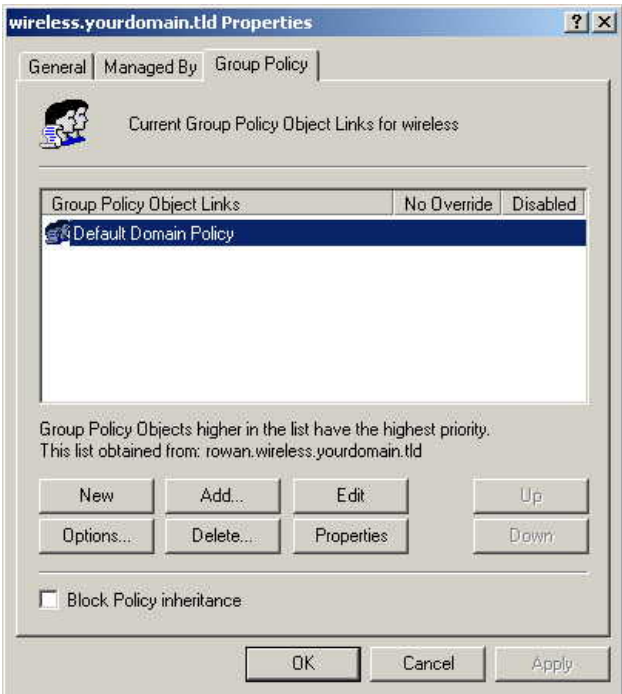 wireless.yourdomain.tld Properties
General Managed By Group Policy
Current Group Policy Object Links for wireless
Group Policy Object Links No Override Disabled
Default Domain Policy
Group Policy Objects higher in the list have the highest priority.
This list obtained from: rowan.wireless.yourdomain.tld
New Add... Edit Up
Options... Delete... Properties Down
Block Policy inheritance
OK Cancel Apply